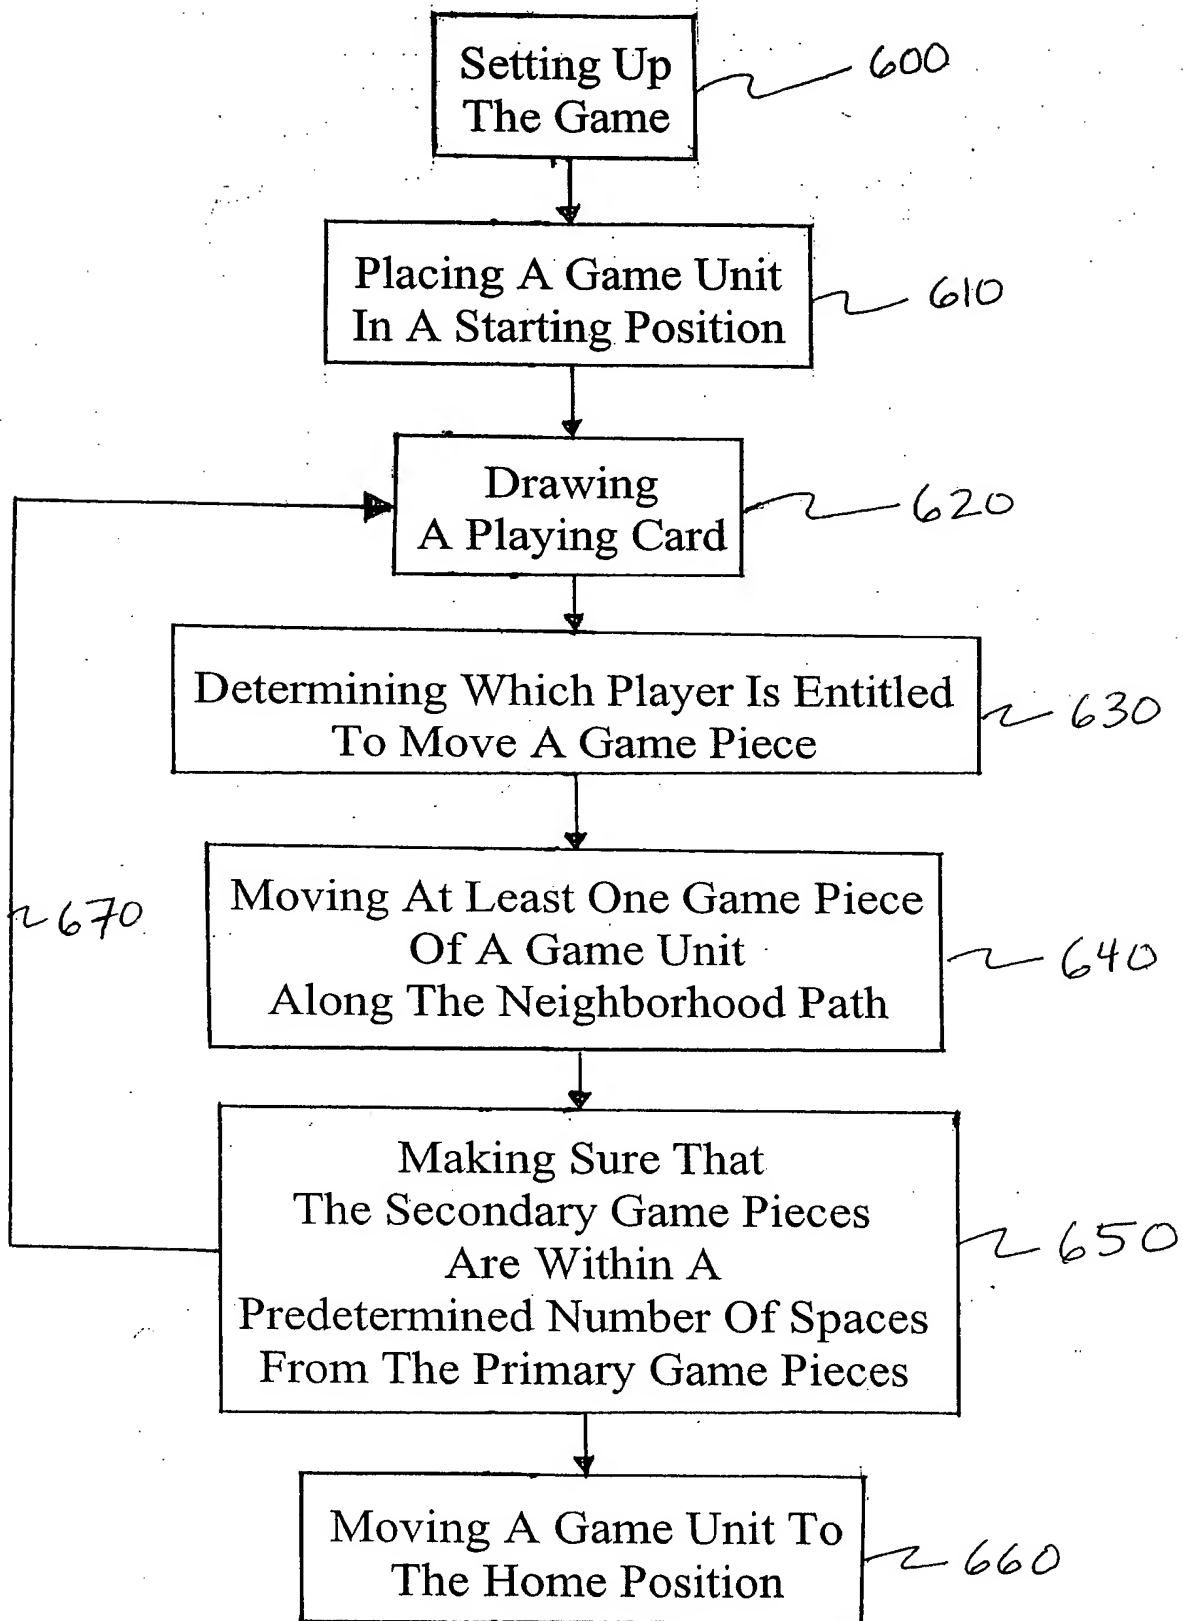 Setting Up
The Game
600
Placing A Game Unit
In A Starting Position
610
Drawing
A Playing Card
620
Determining Which Player Is Entitled
To Move A Game Piece
630
Moving At Least One Game Piece
Of A Game Unit
Along The Neighborhood Path
640
670
Making Sure That
The Secondary Game Pieces
Are Within A
Predetermined Number Of Spaces
From The Primary Game Pieces
650
Moving A Game Unit To
The Home Position
660